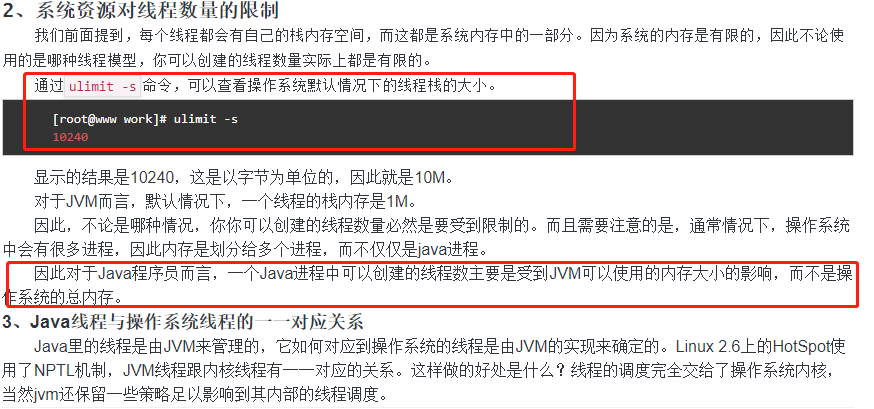 2、系统资源对线程数量的限制
我们前面提到，每个线程都会有自己的栈内存空间，而这都是系统内存中的一部分。因为系统的内存是有限的，因此不论使
用的是哪种线程模型，你可以创建的线程数量实际上都是有限的。
通过ulimit -s命令，可以查看操作系统默认情况下的线程栈的大小。
[root@www work]# ulimit -s
10240
显示的结果是10240，这是以字节为单位的，因此就是10M。
对于JVM而言，默认情况下，一个线程的栈内存是1M。
因此，不论是哪种情况，你你可以创建的线程数量必然是要受到限制的。而且需要注意的是，通常情况下，操作系统
中会有很多进程，因此内存是划分给多个进程，而不仅仅是java进程。
因此对于Java程序员而言，一个Java进程中可以创建的线程数主要是受到JVM可以使用的内存大小的影响，而不是操
作系统的总内存。
3、Java线程与操作系统线程的一一对应关系
Java里的线程是由JVM来管理的，它如何对应到操作系统的线程是由JVM的实现来确定的。Linux 2.6上的HotSpot使
用了NPTL机制，JVM线程跟内核线程有一一对应的关系。这样做的好处是什么？线程的调度完全交给了操作系统内核，
当然jvm还保留一些策略足以影响到其内部的线程调度。